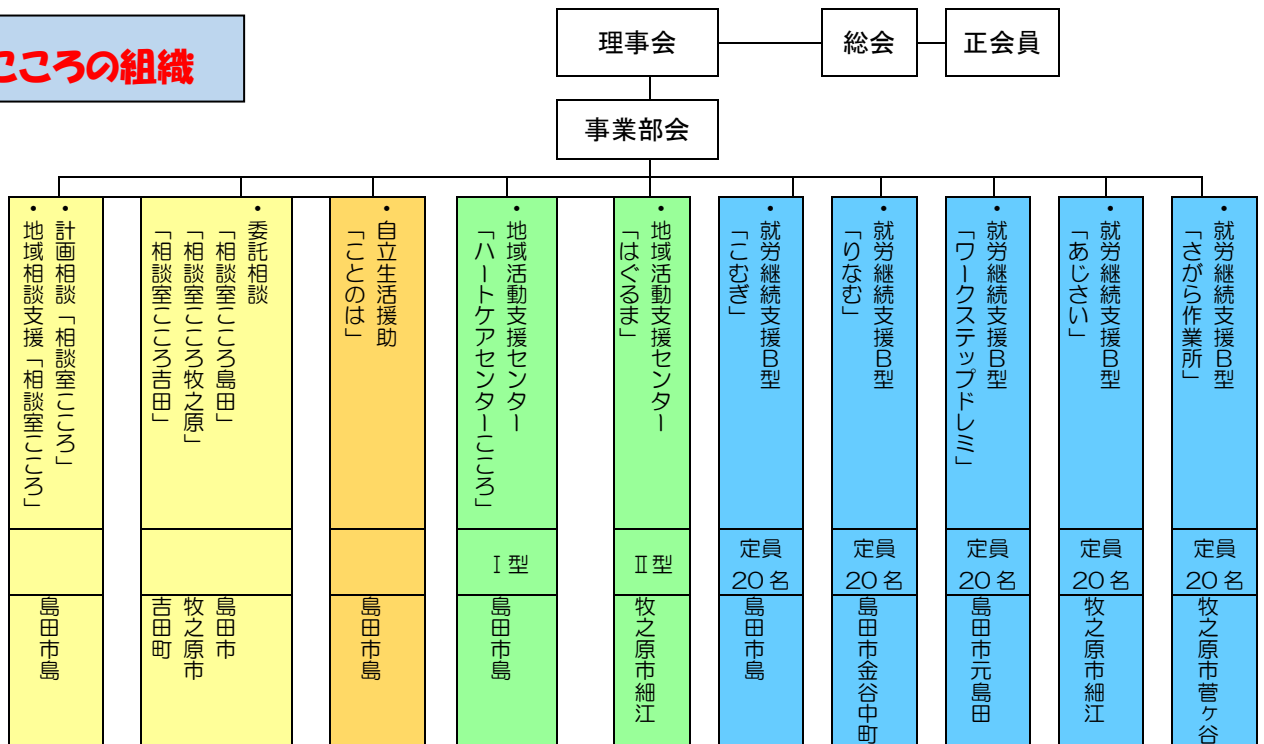 こころの組織
理事会
総会
正会員
事業部会
・計画相談「相談室こころ」
・地域相談支援「相談室こころ」
島田市島
・委託相談
「相談室こころ島田」
「相談室こころ牧之原」
「相談室こころ吉田」
島田市
牧之原市
吉田町
・自立生活援助
「ことのは」
島田市島
・地域活動支援センター
「ハートケアセンターこころ」
Ⅰ型
島田市島
・地域活動支援センター
「はぐるま」
Ⅱ型
牧之原市細江
・就労継続支援B型
「こむぎ」
定員
20名
島田市島
・就労継続支援B型
「りなむ」
定員
20名
島田市金谷中町
・就労継続支援B型
「ワークステップドレミ」
定員
20名
島田市元島田
・就労継続支援B型
「あじさい」
定員
20名
牧之原市細江
・就労継続支援B型
「さがら作業所」
定員
20名
牧之原市菅ヶ谷